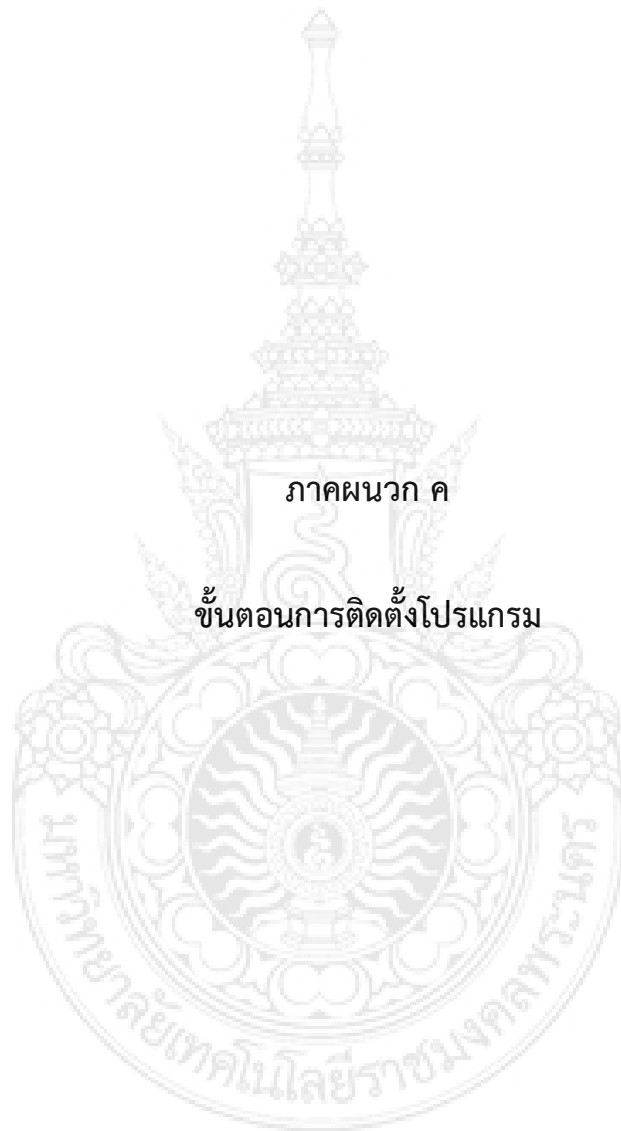 ภาคผนวก ค
ขั้นตอนการติดตั้งโปรแกรม
มหาวิทยาลัยเทคโนโลยีราชมงคลพระนคร